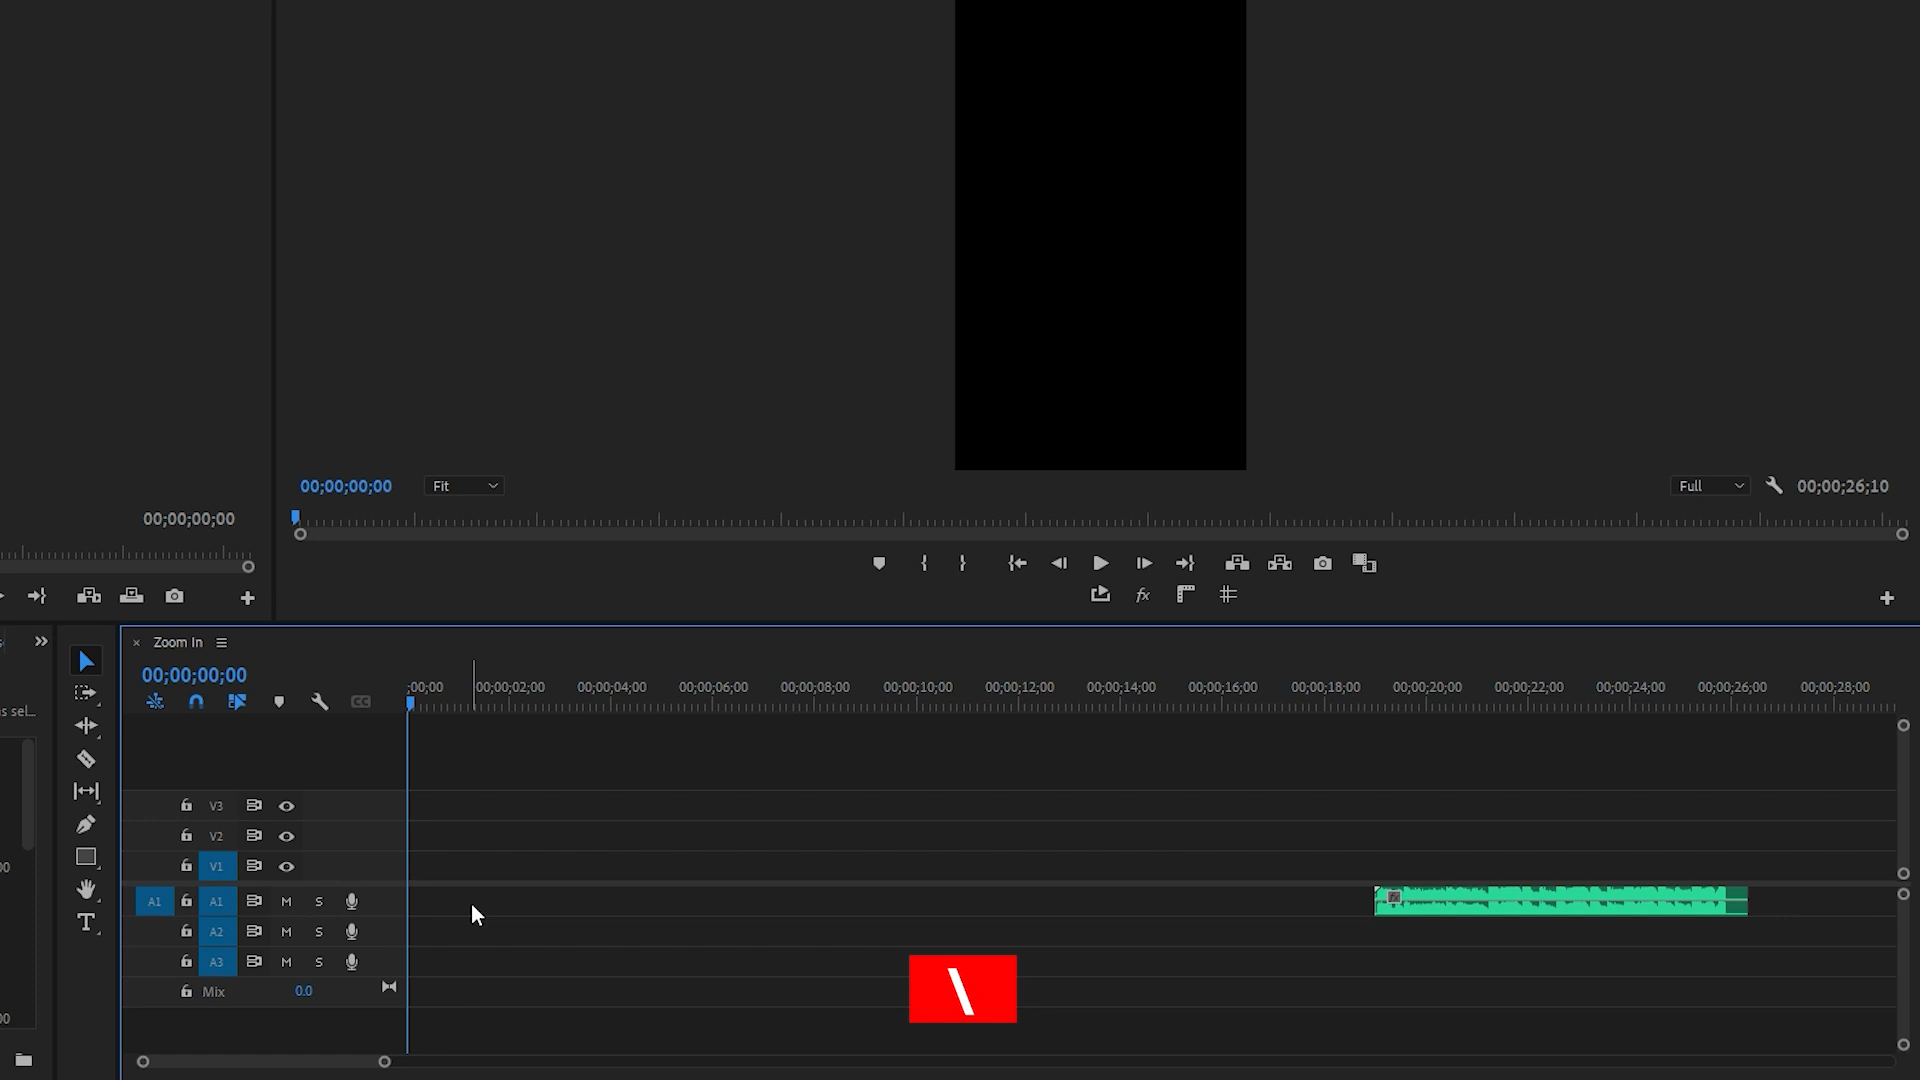 00;00;00;00
Fit
Full
00;00;26;10
00;00;00;00
fx
Zoom In
00;00;00;00
;00;00
00;00;02;00
00;00;04;00
00;00;06;00
00;00;08;00
00;00;10;00
00;00;12;00
00;00;14;00
00;00;16;00
00;00;18;00
00;00;20;00
00;00;22;00
00;00;24;00
00;00;26;00
00;00;28;00
CC
s sel...
V3
V2
V1
A1 A1 M S
A2 M S
A3 M S
Mix 0.0
T
\